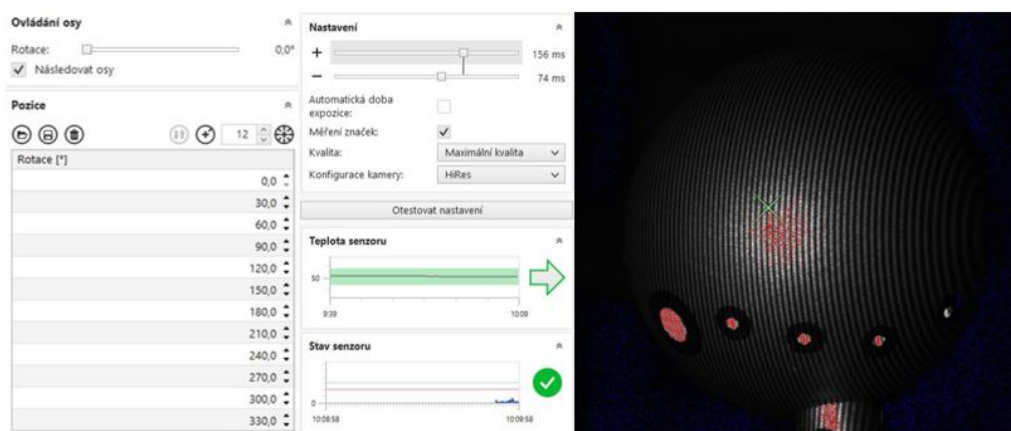 Ovládání osy
Rotace: 0,0°
Následovat osy
Pozice
12
Rotace [°]
0,0
30,0
60,0
90,0
120,0
150,0
180,0
210,0
240,0
270,0
300,0
330,0
Nastavení
+ 156 ms
− 74 ms
Automatická doba
expozice:
Měření značek:
Kvalita: Maximální kvalita
Konfigurace kamery: HiRes
Otestovat nastavení
Teplota senzoru
50
9:39 10:09
Stav senzoru
0
10:08:58 10:09:58